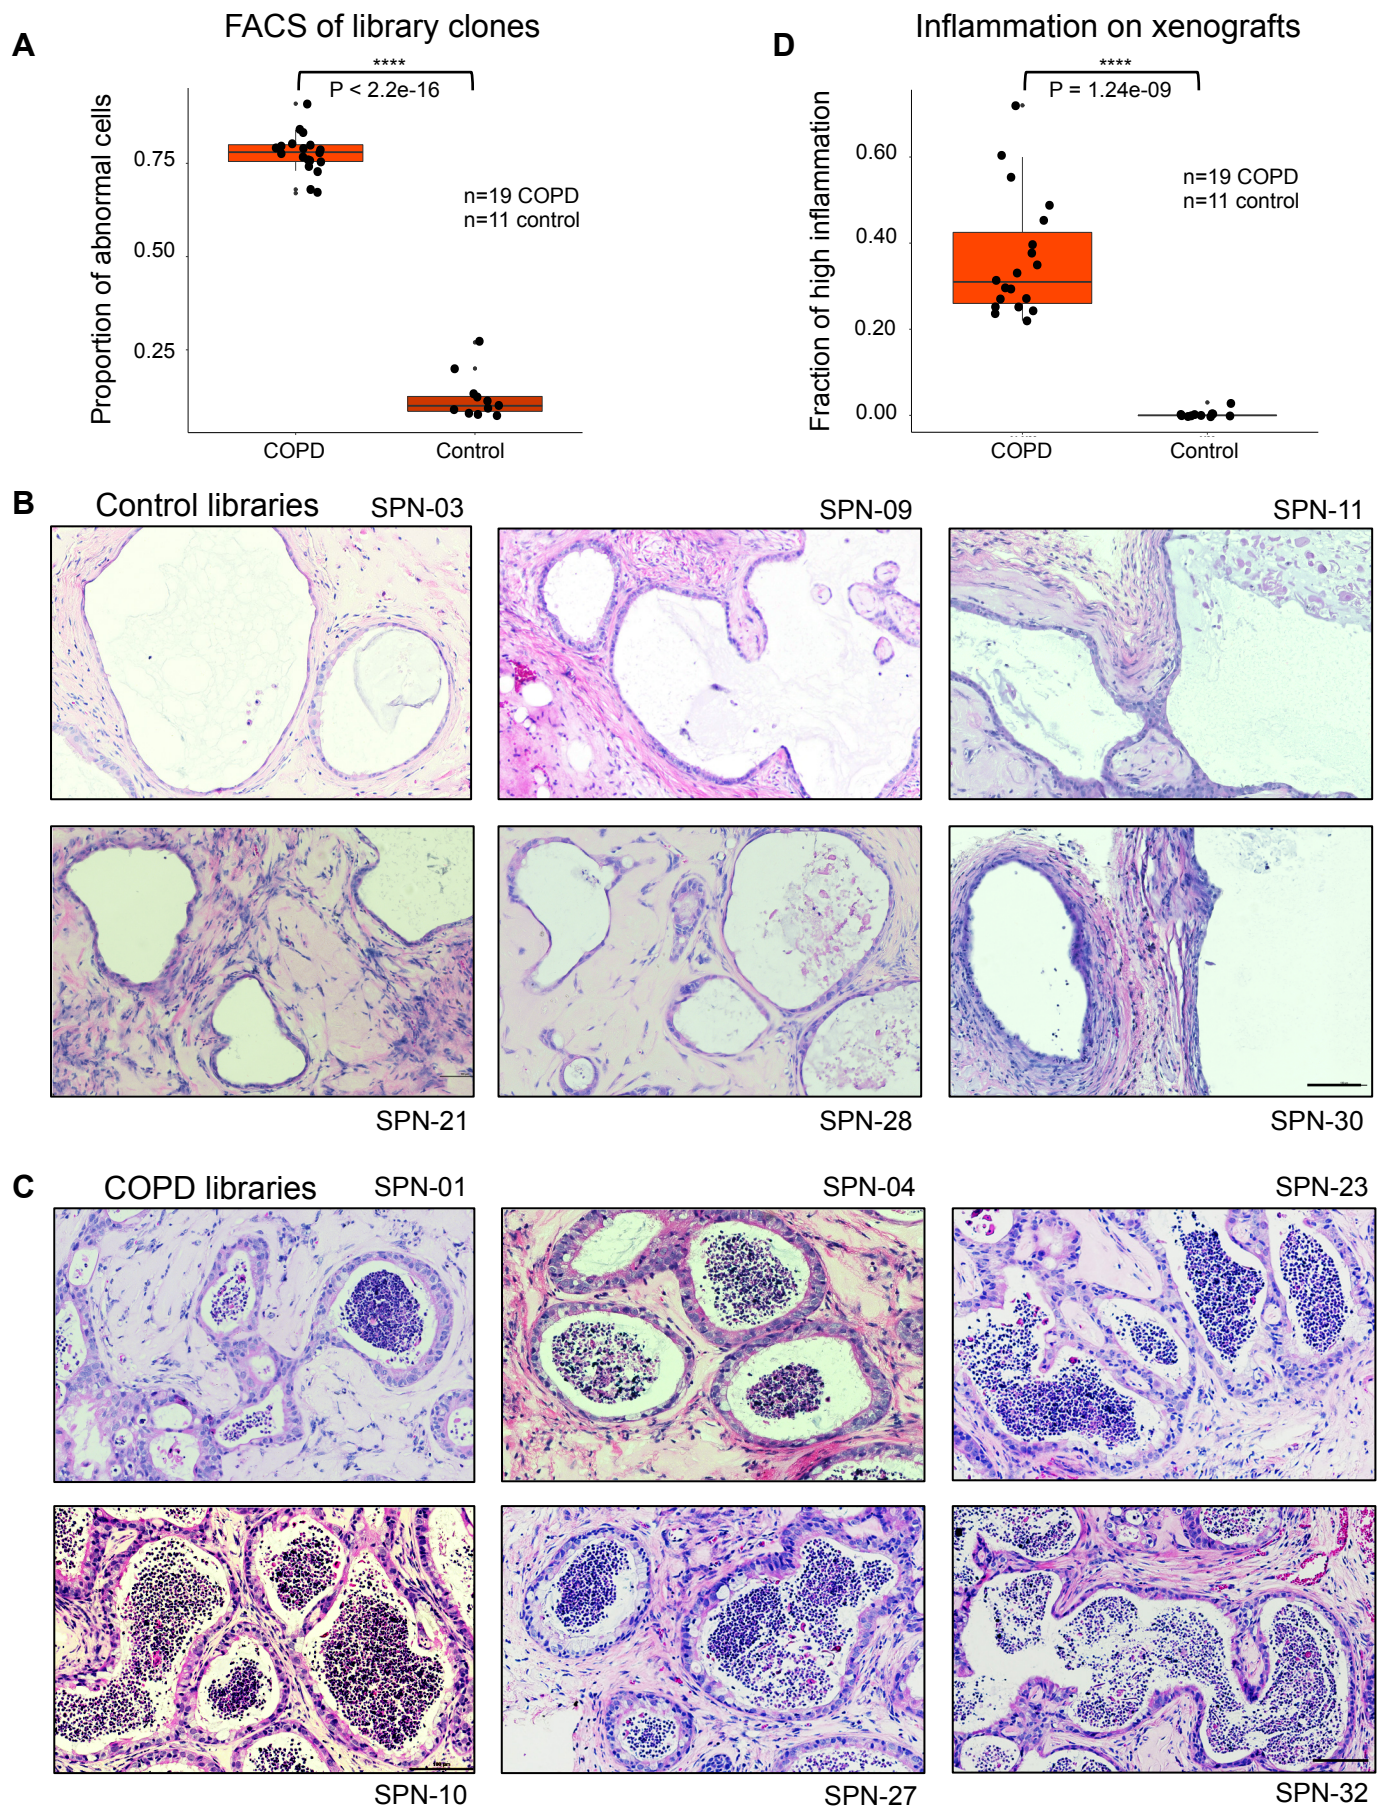 A
FACS of library clones
****
P < 2.2e-16
Proportion of abnormal cells
0.75
0.50
0.25
n=19 COPD
n=11 control
COPD
Control
D
Inflammation on xenografts
****
P = 1.24e-09
Fraction of high inflammation
0.60
0.40
0.20
0.00
n=19 COPD
n=11 control
COPD
Control
B
Control libraries
SPN-03
SPN-09
SPN-11
SPN-21
SPN-28
SPN-30
C
COPD libraries
SPN-01
SPN-04
SPN-23
SPN-10
SPN-27
SPN-32